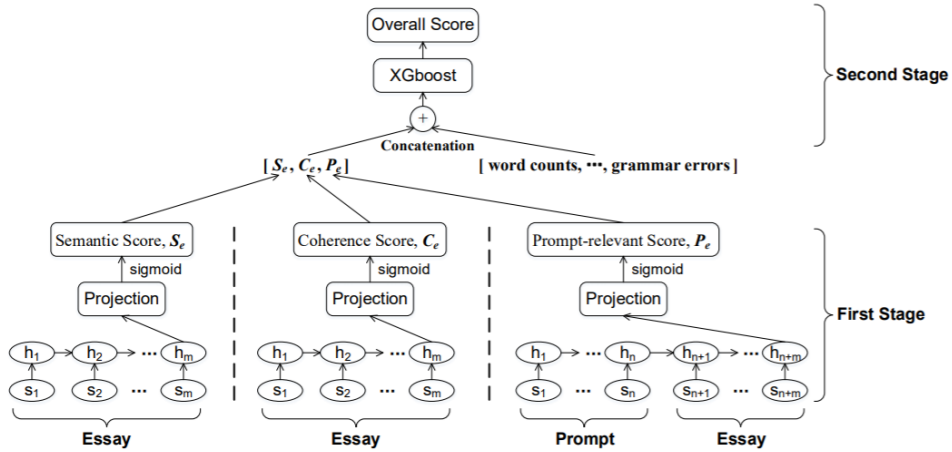 Overall Score
XGboost
Second Stage
+
Concatenation
[ Sₑ, Cₑ, Pₑ ]
[ word counts, ···, grammar errors ]
Semantic Score, Sₑ
Coherence Score, Cₑ
Prompt-relevant Score, Pₑ
sigmoid
sigmoid
sigmoid
Projection
Projection
Projection
First Stage
h₁ h₂ ··· hₘ
h₁ h₂ ··· hₘ
h₁ ··· hₙ hₙ₊₁ ··· hₙ₊ₘ
s₁ s₂ ··· sₘ
s₁ s₂ ··· sₘ
s₁ ··· sₙ sₙ₊₁ ··· sₙ₊ₘ
Essay
Essay
Prompt
Essay